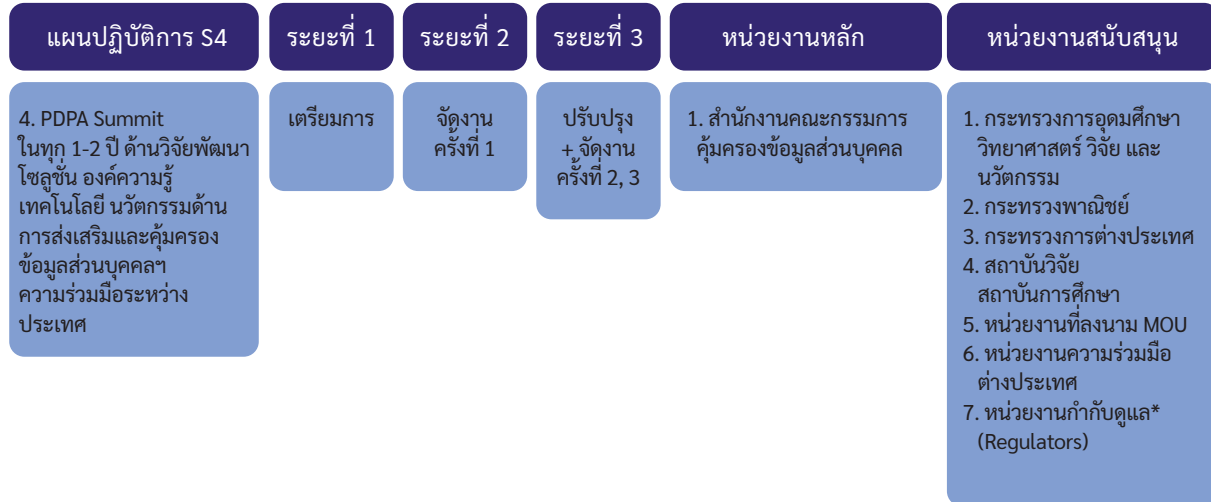 แผนปฏิบัติการ S4
ระยะที่ 1
ระยะที่ 2
ระยะที่ 3
หน่วยงานหลัก
หน่วยงานสนับสนุน
4. PDPA Summit
ในทุก 1-2 ปี ด้านวิจัยพัฒนา
โซลูชั่น องค์ความรู้
เทคโนโลยี นวัตกรรมด้าน
การส่งเสริมและคุ้มครอง
ข้อมูลส่วนบุคคลฯ
ความร่วมมือระหว่าง
ประเทศ
เตรียมการ
จัดงาน
ครั้งที่ 1
ปรับปรุง
+ จัดงาน
ครั้งที่ 2, 3
1. สำนักงานคณะกรรมการ
คุ้มครองข้อมูลส่วนบุคคล
1. กระทรวงการอุดมศึกษา
วิทยาศาสตร์ วิจัย และ
นวัตกรรม
2. กระทรวงพาณิชย์
3. กระทรวงการต่างประเทศ
4. สถาบันวิจัย
สถาบันการศึกษา
5. หน่วยงานที่ลงนาม MOU
6. หน่วยงานความร่วมมือ
ต่างประเทศ
7. หน่วยงานกำกับดูแล*
(Regulators)